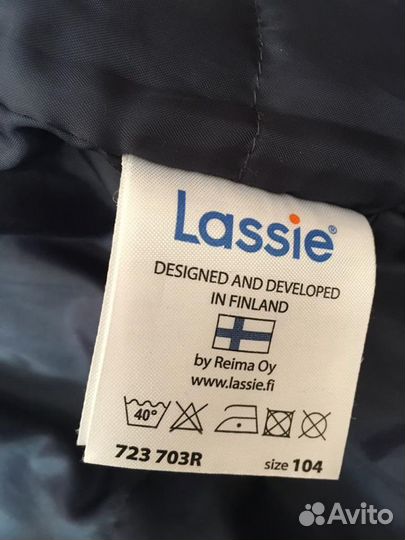 Lassie®
DESIGNED AND DEVELOPED
IN FINLAND
by Reima Oy
www.lassie.fi
40°
723 703R size 104
Avito